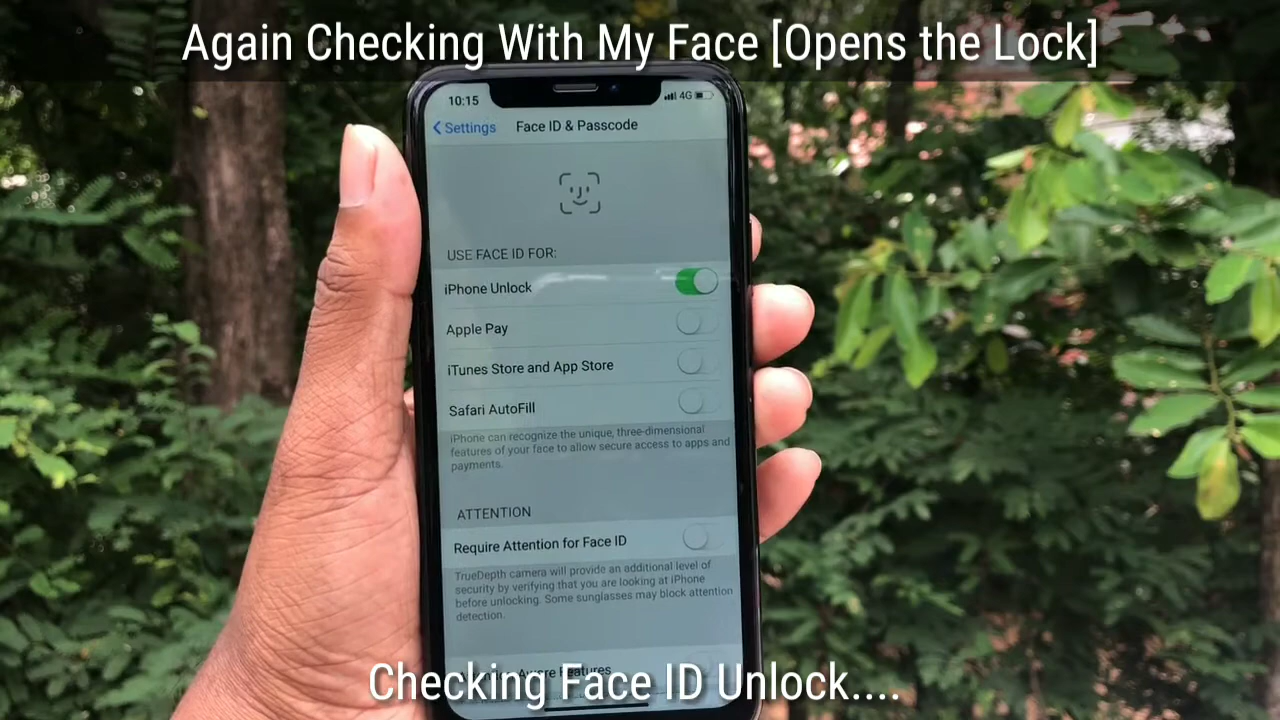 Again Checking With My Face [Opens the Lock]
10:15
4G
Settings
Face ID & Passcode
USE FACE ID FOR:
iPhone Unlock
Apple Pay
iTunes Store and App Store
Safari AutoFill
iPhone can recognize the unique, three-dimensional
features of your face to allow secure access to apps and
payments.
ATTENTION
Require Attention for Face ID
TrueDepth camera will provide an additional level of
security by verifying that you are looking at iPhone
before unlocking. Some sunglasses may block attention
detection.
Aware Features
Checking Face ID Unlock....